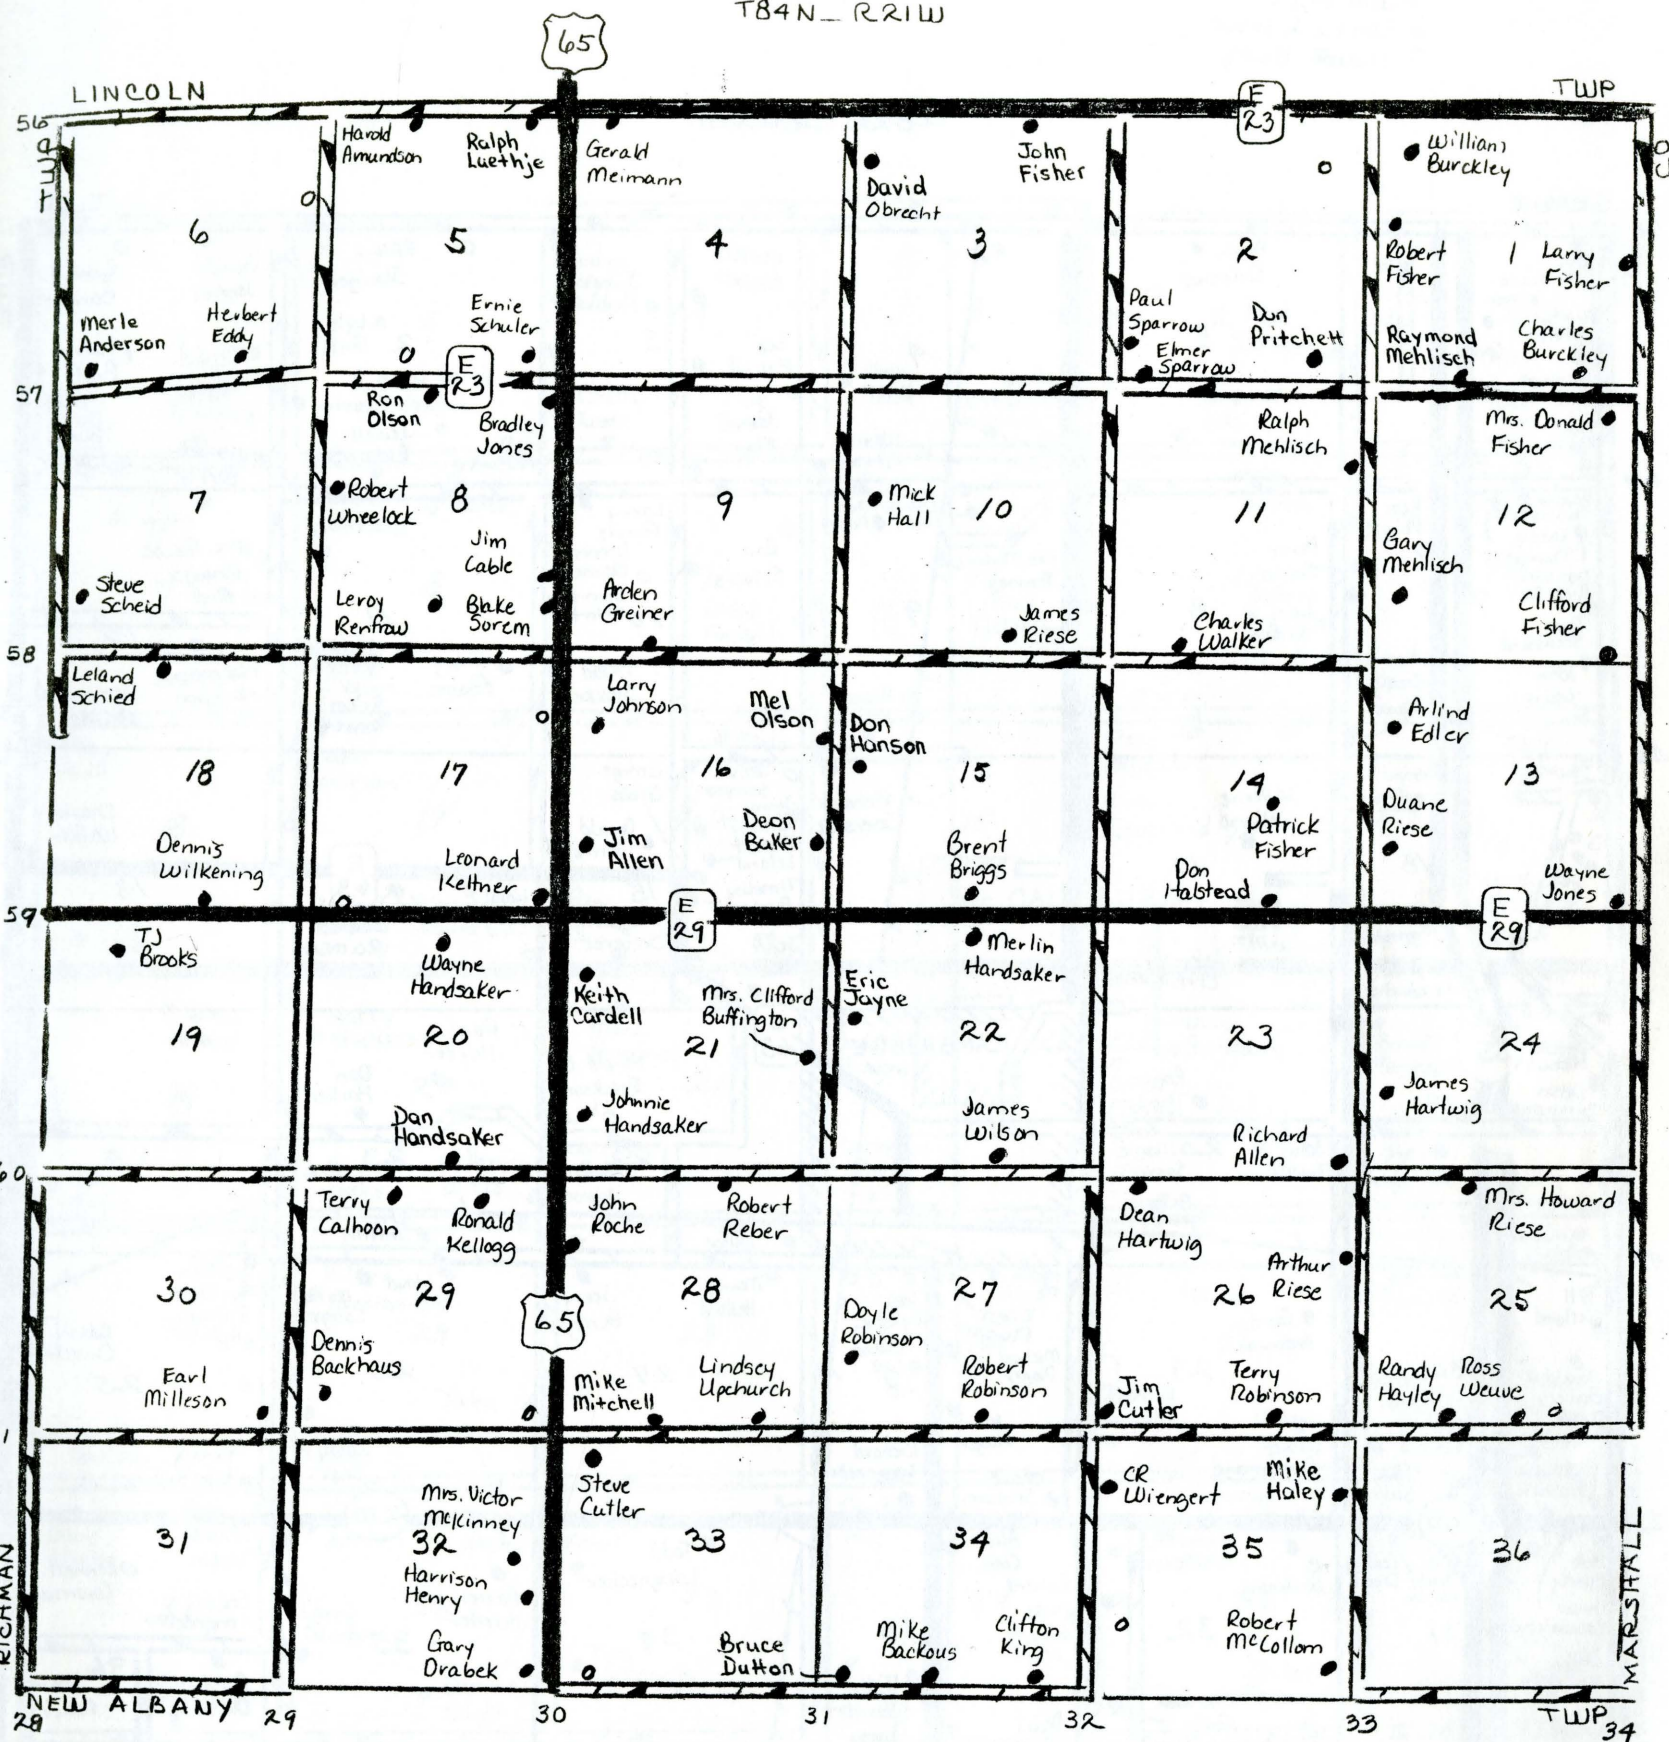 T84N - R21W
65
LINCOLN
TWP
E
23
56
TWP
CO
Harold
Amundson
Ralph
Luethje
Gerald
Meimann
David
Obrecht
John
Fisher
William
Burckley
6
5
4
3
2
1
Robert
Fisher
Larry
Fisher
Merle
Anderson
Herbert
Eddy
Ernie
Schuler
Paul
Sparrow
Elmer
Sparrow
Don
Pritchett
Raymond
Mehlisch
Charles
Burckley
57
E
23
Ron
Olson
Bradley
Jones
Ralph
Mehlisch
Mrs. Donald
Fisher
7
Robert
Wheelock
8
9
Mick
Hall
10
11
12
Jim
Cable
Gary
Mehlisch
Steve
Scheid
Leroy
Renfrow
Blake
Sorem
Arden
Greiner
James
Riese
Charles
Walker
Clifford
Fisher
58
Leland
Schied
Larry
Johnson
Mel
Olson
Don
Hanson
Arlind
Edler
18
17
16
15
14
13
Dennis
Wilkening
Leonard
Keltner
Jim
Allen
Deon
Baker
Brent
Briggs
Patrick
Fisher
Don
Halstead
Duane
Riese
Wayne
Jones
59
E
29
E
29
TJ
Brooks
Wayne
Handsaker
Keith
Cardell
Mrs. Clifford
Buffington
Eric
Jayne
Merlin
Handsaker
19
20
21
22
23
24
Dan
Handsaker
Johnnie
Handsaker
James
Wilson
Richard
Allen
James
Hartwig
60
Terry
Calhoon
Ronald
Kellogg
John
Roche
Robert
Reber
Dean
Hartwig
Arthur
Riese
Mrs. Howard
Riese
30
29
28
27
26
25
65
Earl
Milleson
Dennis
Backhaus
Mike
Mitchell
Lindsey
Upchurch
Doyle
Robinson
Robert
Robinson
Jim
Cutler
Terry
Robinson
Randy
Hayley
Ross
Weuve
1
Mrs. Victor
McKinney
Steve
Cutler
CR
Wiengert
Mike
Haley
31
32
33
34
35
36
Harrison
Henry
Gary
Drabek
Bruce
Dutton
Mike
Backous
Clifton
King
Robert
McCollom
RICHMAN
MARSHALL
NEW ALBANY
TWP
28
29
30
31
32
33
34